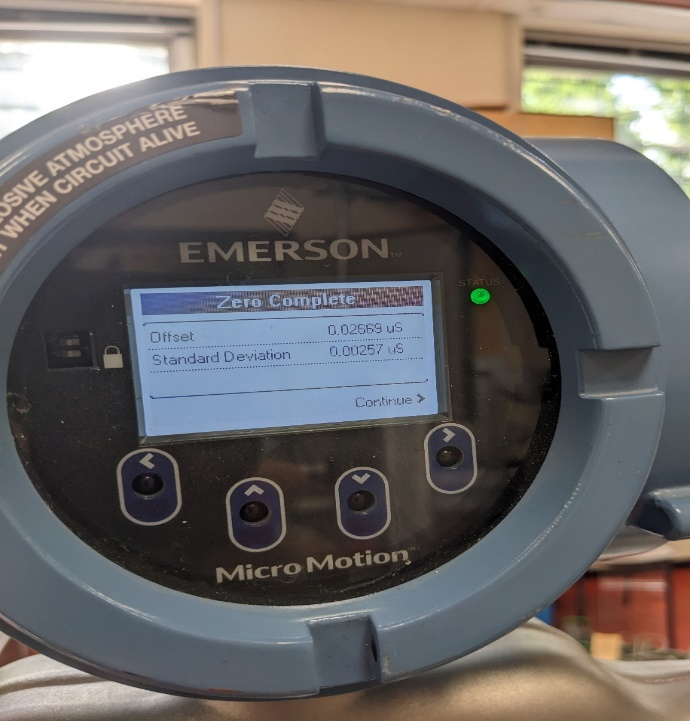 OSIVE ATMOSPHERE
WHEN CIRCUIT ALIVE
EMERSON™
STATUS
Zero Complete
Offset 0.02669 uS
Standard Deviation 0.00257 uS
Continue >
Micro Motion